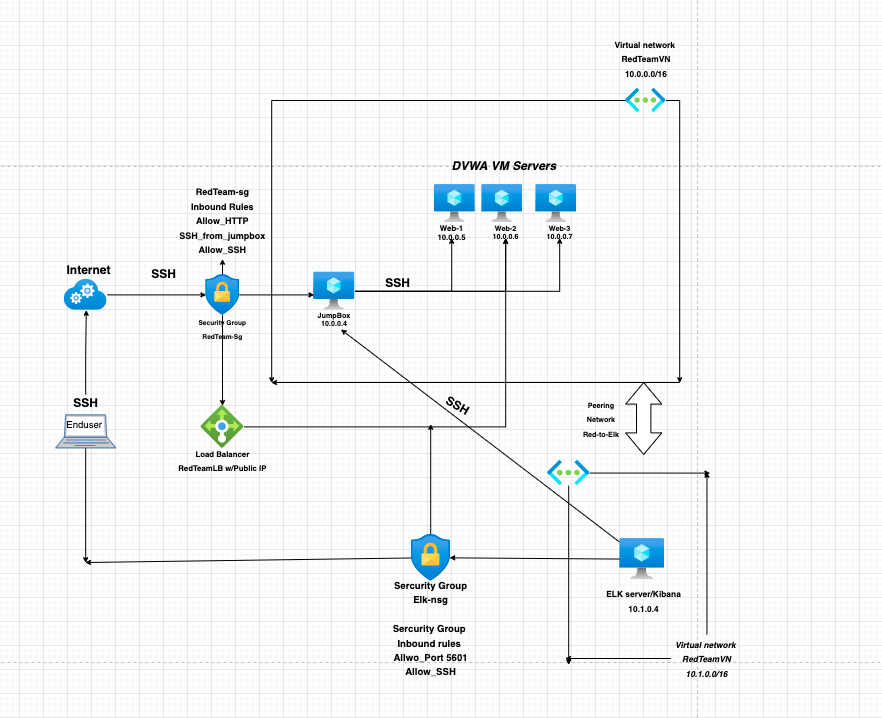 Virtual network
RedTeamVN
10.0.0.0/16
DVWA VM Servers
Web-1
10.0.0.5
Web-2
10.0.0.6
Web-3
10.0.0.7
RedTeam-sg
Inbound Rules
Allow_HTTP
SSH_from_jumpbox
Allow_SSH
Internet
SSH
Security Group
RedTeam-Sg
JumpBox
10.0.0.4
SSH
SSH
Enduser
Load Balancer
RedTeamLB w/Public IP
SSH
Peering
Network
Red-to-Elk
Sercurity Group
Elk-nsg
Sercurity Group
Inbound rules
Allwo_Port 5601
Allow_SSH
ELK server/Kibana
10.1.0.4
Virtual network
RedTeamVN
10.1.0.0/16